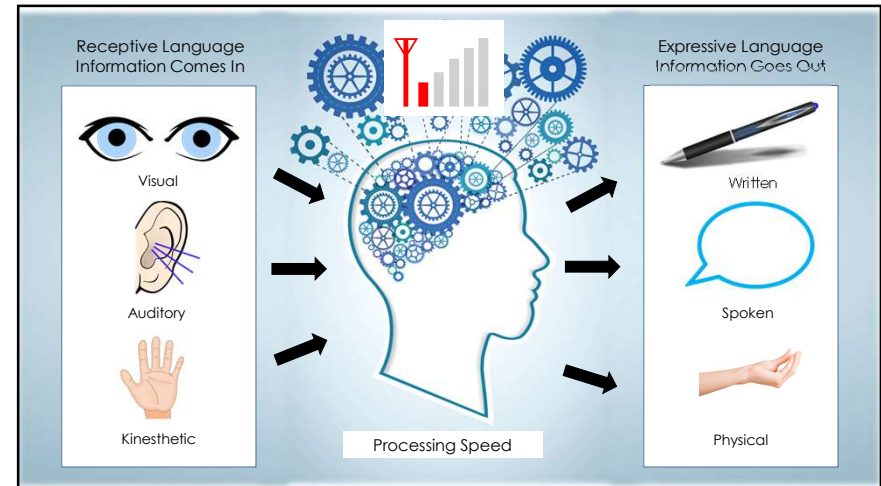 Receptive Language
Information Comes In
Visual
Auditory
Kinesthetic
Processing Speed
Expressive Language
Information Goes Out
Written
Spoken
Physical